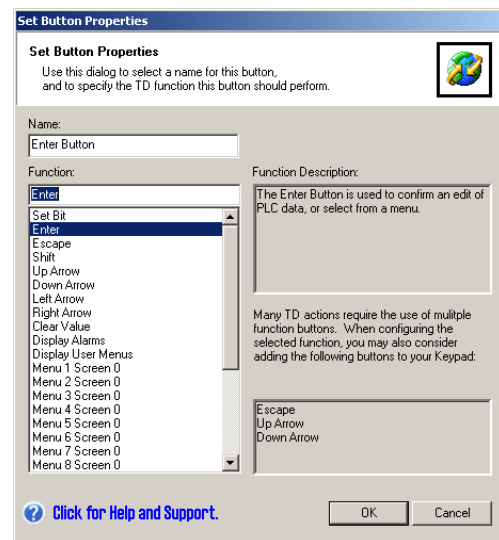 Set Button Properties
Set Button Properties
Use this dialog to select a name for this button,
and to specify the TD function this button should perform.
Name:
Enter Button
Function:
Enter
Set Bit
Enter
Escape
Shift
Up Arrow
Down Arrow
Left Arrow
Right Arrow
Clear Value
Display Alarms
Display User Menus
Menu 1 Screen 0
Menu 2 Screen 0
Menu 3 Screen 0
Menu 4 Screen 0
Menu 5 Screen 0
Menu 6 Screen 0
Menu 7 Screen 0
Menu 8 Screen 0
Function Description:
The Enter Button is used to confirm an edit of
PLC data, or select from a menu.
Many TD actions require the use of mulitple
function buttons. When configuring the
selected function, you may also consider
adding the following buttons to your Keypad:
Escape
Up Arrow
Down Arrow
Click for Help and Support.
OK
Cancel